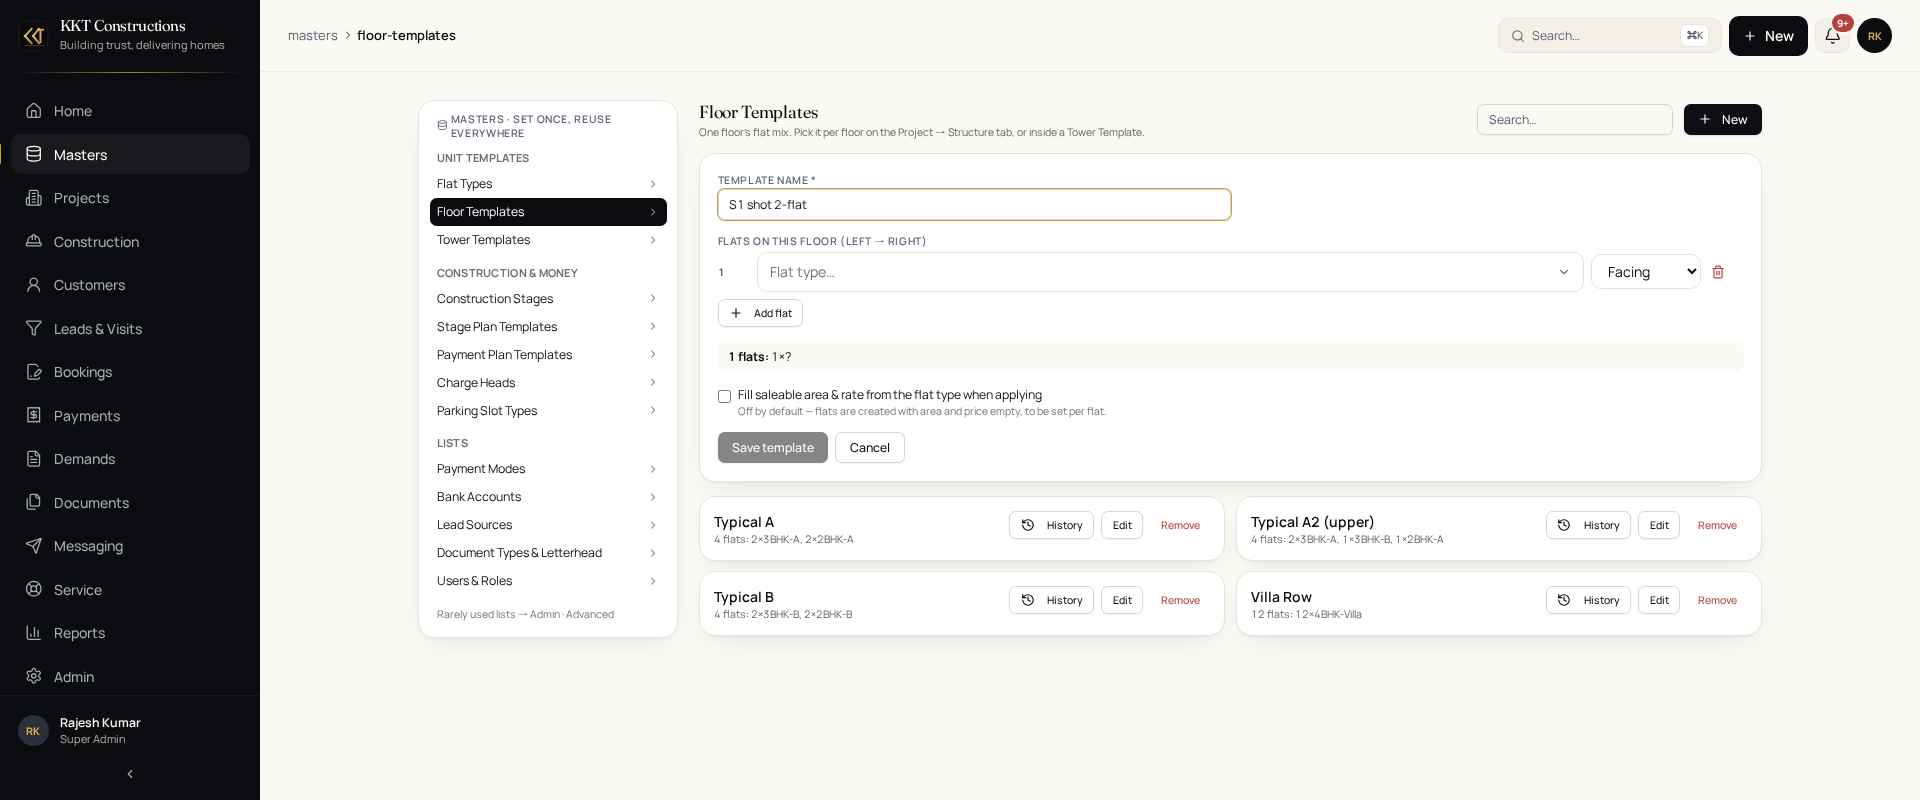 KKT Constructions
Building trust, delivering homes
Home
Masters
Projects
Construction
Customers
Leads & Visits
Bookings
Payments
Demands
Documents
Messaging
Service
Reports
Admin
RK
Rajesh Kumar
Super Admin
masters > floor-templates
Search...
⌘K
+ New
9+
RK
MASTERS · SET ONCE, REUSE
EVERYWHERE
UNIT TEMPLATES
Flat Types
Floor Templates
Tower Templates
CONSTRUCTION & MONEY
Construction Stages
Stage Plan Templates
Payment Plan Templates
Charge Heads
Parking Slot Types
LISTS
Payment Modes
Bank Accounts
Lead Sources
Document Types & Letterhead
Users & Roles
Rarely used lists → Admin · Advanced
Floor Templates
One floor's flat mix. Pick it per floor on the Project → Structure tab, or inside a Tower Template.
Search...
+ New
TEMPLATE NAME *
S1 shot 2-flat
FLATS ON THIS FLOOR (LEFT → RIGHT)
1 Flat type... Facing
+ Add flat
1 flats: 1×?
Fill saleable area & rate from the flat type when applying
Off by default — flats are created with area and price empty, to be set per flat.
Save template Cancel
Typical A
4 flats: 2×3BHK-A, 2×2BHK-A
History Edit Remove
Typical A2 (upper)
4 flats: 2×3BHK-A, 1×3BHK-B, 1×2BHK-A
History Edit Remove
Typical B
4 flats: 2×3BHK-B, 2×2BHK-B
History Edit Remove
Villa Row
12 flats: 12×4BHK-Villa
History Edit Remove